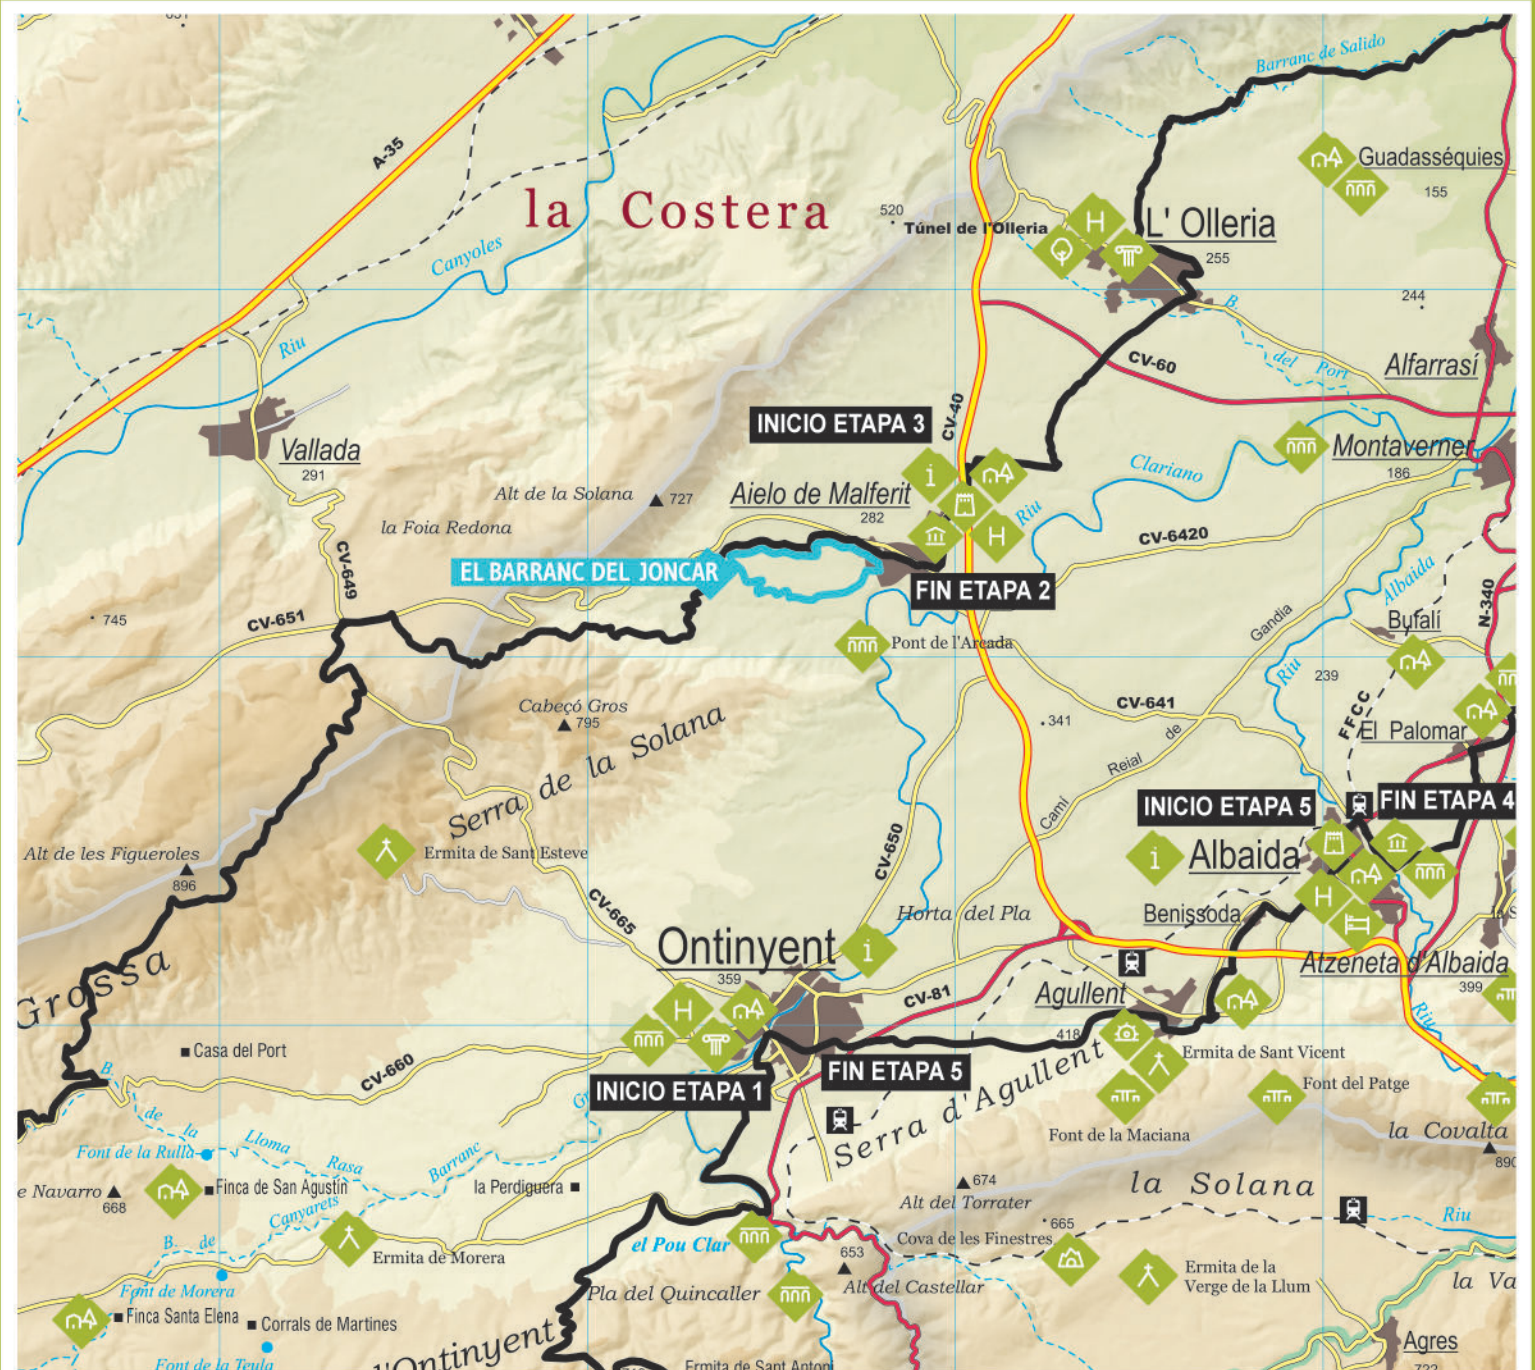 A-35
la Costera
Canyoles
Riu
520
Túnel de l'Olleria
Barranc de Salido
Guadasséquies
155
L' Olleria
255
244
B.
del Port
Alfarrasí
CV-60
CV-40
INICIO ETAPA 3
Vallada
291
Alt de la Solana
727
la Foia Redona
Aielo de Malferit
282
Riu
Clariano
Montaverner
186
CV-6420
CV-649
EL BARRANC DEL JONCAR
FIN ETAPA 2
745
CV-651
Pont de l'Arcada
Albaida
Riu
Bufalí
N-340
239
Gandia
de
Reial
Camí
CV-641
341
FFCC
El Palomar
Cabeçó Gros
795
Serra de la Solana
INICIO ETAPA 5
FIN ETAPA 4
Albaida
Alt de les Figueroles
896
Ermita de Sant Esteve
CV-650
CV-665
Horta del Pla
Benissoda
Ontinyent
359
Atzeneta d'Albaida
399
Grossa
Agullent
CV-81
418
Riu
Casa del Port
CV-660
INICIO ETAPA 1
FIN ETAPA 5
Serra d'Agullent
Ermita de Sant Vicent
Font del Patge
Font de la Maciana
la Covalta
B.
de
la
Lloma
Rasa
Barranc
Font de la Rulla
e Navarro
668
Finca de San Agustin
la Perdiguera
Canyarets
B. de
674
Alt del Torrater
la Solana
Riu
665
Cova de les Finestres
el Pou Clar
653
Alt del Castellar
Ermita de Morera
Font de Morera
Ermita de la
Verge de la Llum
la Va
Pla del Quincaller
Finca Santa Elena
Corrals de Martines
Font de la Teula
d'Ontinyent
Ermita de Sant Antoni
Agres
722